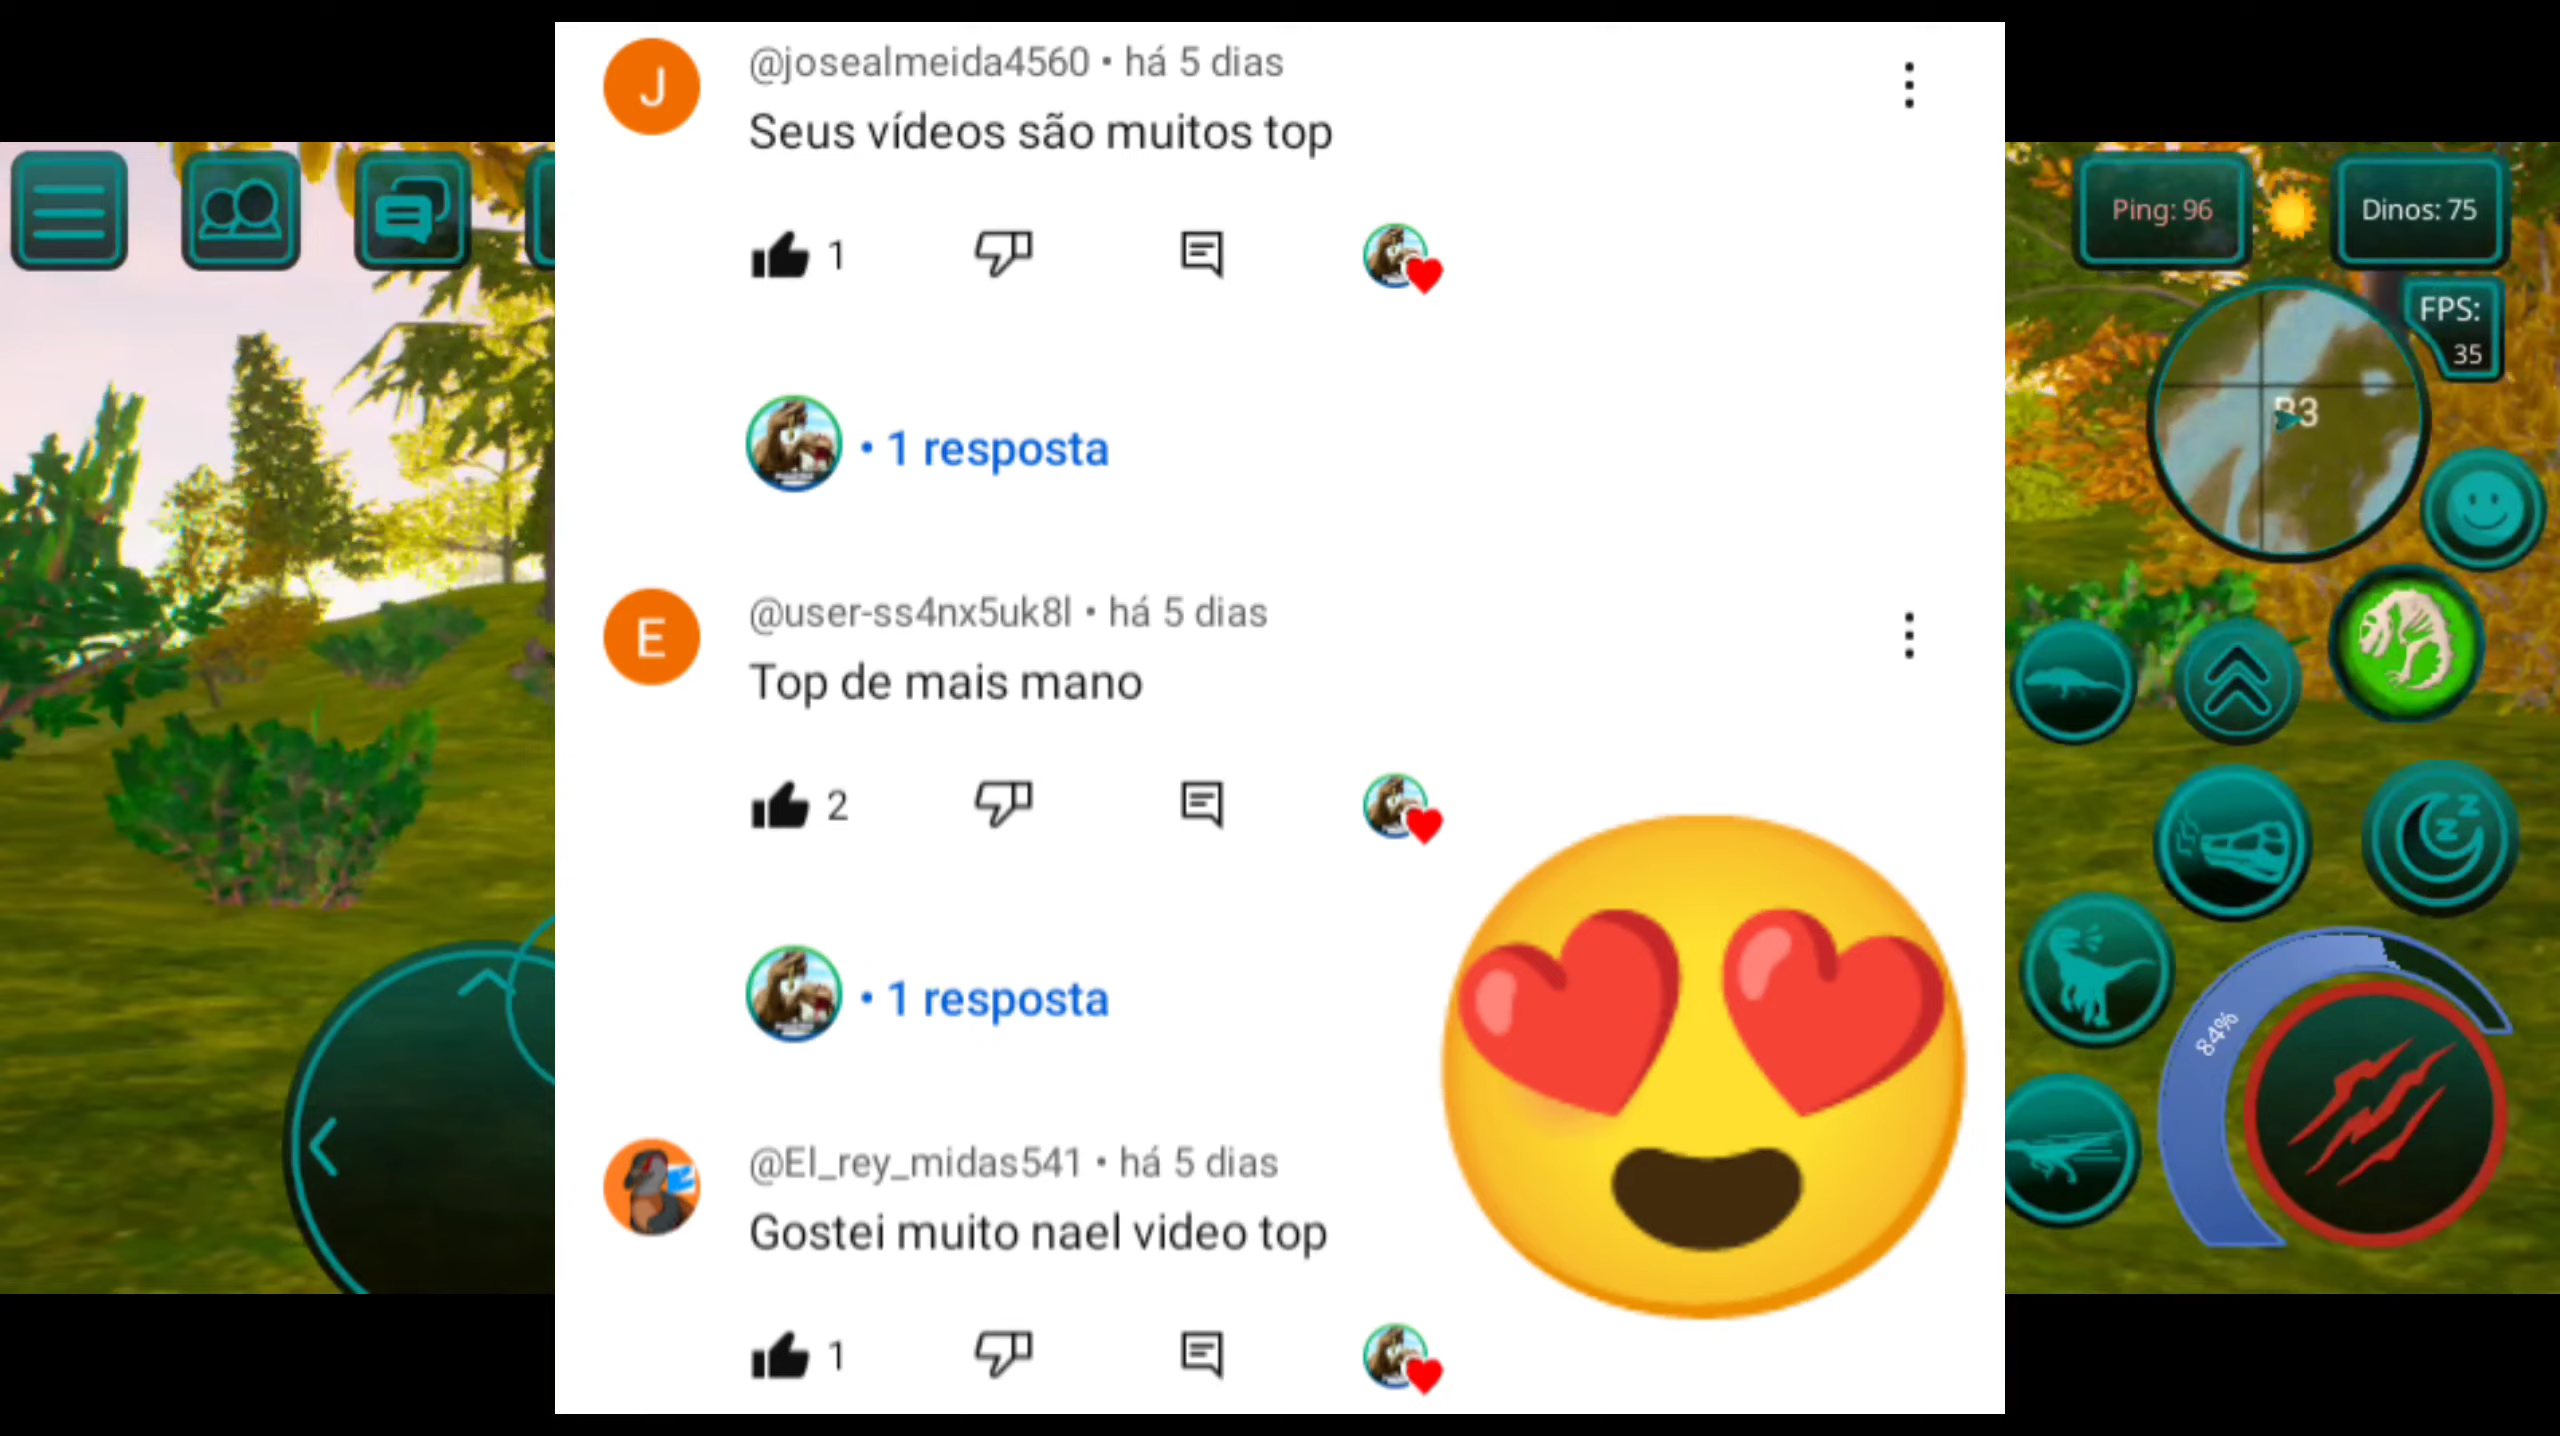 @josealmeida4560 • há 5 dias
Seus vídeos são muitos top
1
• 1 resposta
@user-ss4nx5uk8l • há 5 dias
Top de mais mano
2
• 1 resposta
@El_rey_midas541 • há 5 dias
Gostei muito nael video top
1
J
E
Ping: 96
Dinos: 75
FPS:
35
B3
z
z
84%